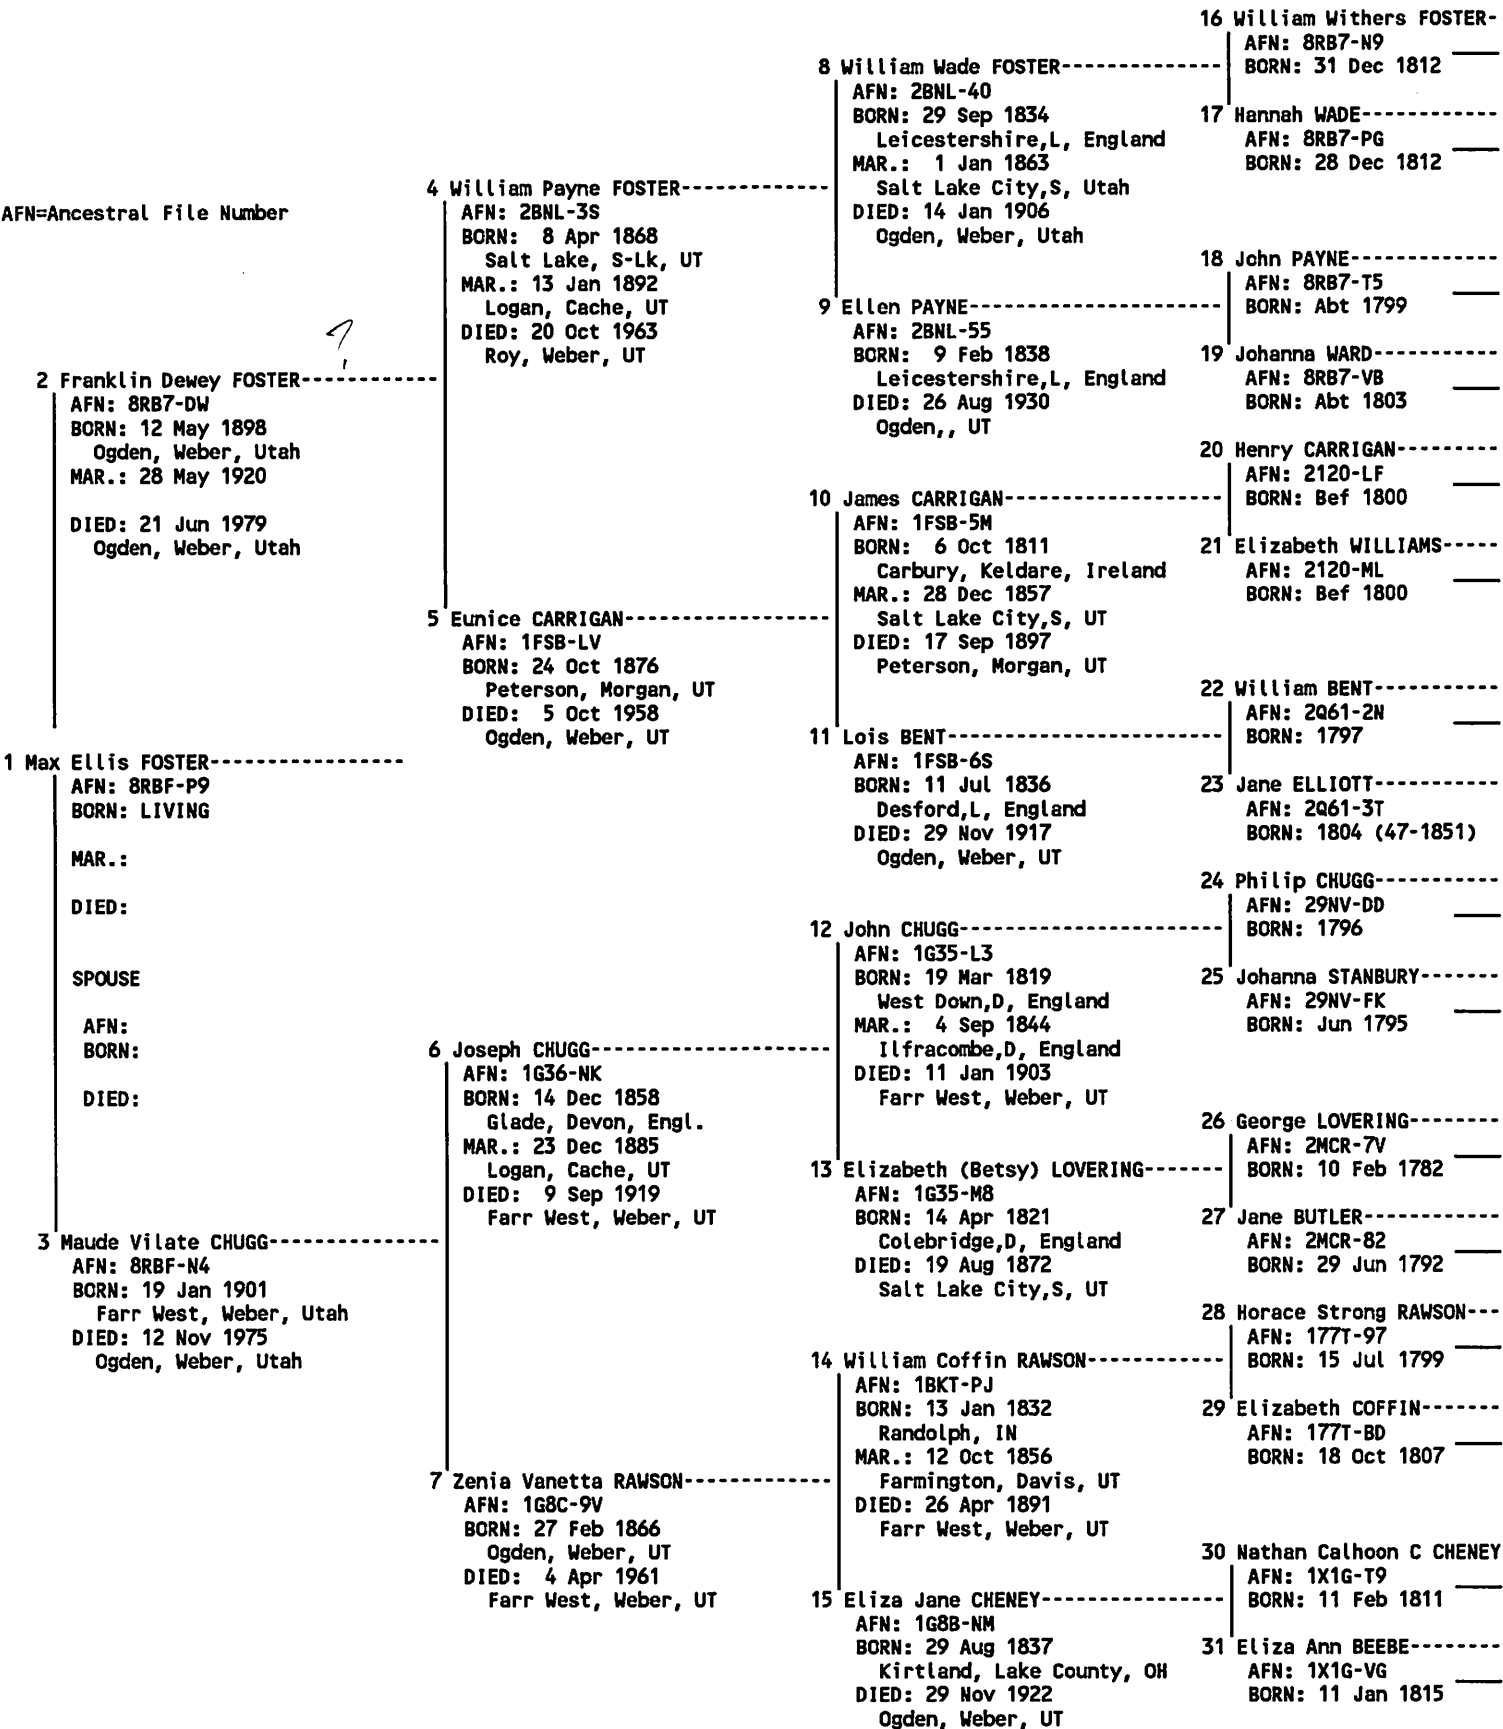 AFN=Ancestral File Number
1 Max Ellis FOSTER----------------
AFN: 8RBF-P9
BORN: LIVING
MAR.:
DIED:
SPOUSE
AFN:
BORN:
DIED:
2 Franklin Dewey FOSTER------------
AFN: 8RB7-DW
BORN: 12 May 1898
Ogden, Weber, Utah
MAR.: 28 May 1920
DIED: 21 Jun 1979
Ogden, Weber, Utah
3 Maude Vilate CHUGG---------------
AFN: 8RBF-N4
BORN: 19 Jan 1901
Farr West, Weber, Utah
DIED: 12 Nov 1975
Ogden, Weber, Utah
4 William Payne FOSTER-------------
AFN: 2BNL-3S
BORN: 8 Apr 1868
Salt Lake, S-Lk, UT
MAR.: 13 Jan 1892
Logan, Cache, UT
DIED: 20 Oct 1963
Roy, Weber, UT
5 Eunice CARRIGAN------------------
AFN: 1FSB-LV
BORN: 24 Oct 1876
Peterson, Morgan, UT
DIED: 5 Oct 1958
Ogden, Weber, UT
6 Joseph CHUGG---------------------
AFN: 1G36-NK
BORN: 14 Dec 1858
Glade, Devon, Engl.
MAR.: 23 Dec 1885
Logan, Cache, UT
DIED: 9 Sep 1919
Farr West, Weber, UT
7 Zenia Vanetta RAWSON-------------
AFN: 1G8C-9V
BORN: 27 Feb 1866
Ogden, Weber, UT
DIED: 4 Apr 1961
Farr West, Weber, UT
8 William Wade FOSTER--------------
AFN: 2BNL-40
BORN: 29 Sep 1834
Leicestershire,L, England
MAR.: 1 Jan 1863
Salt Lake City,S, Utah
DIED: 14 Jan 1906
Ogden, Weber, Utah
9 Ellen PAYNE----------------------
AFN: 2BNL-55
BORN: 9 Feb 1838
Leicestershire,L, England
DIED: 26 Aug 1930
Ogden,, UT
10 James CARRIGAN-------------------
AFN: 1FSB-5M
BORN: 6 Oct 1811
Carbury, Keldare, Ireland
MAR.: 28 Dec 1857
Salt Lake City,S, UT
DIED: 17 Sep 1897
Peterson, Morgan, UT
11 Lois BENT------------------------
AFN: 1FSB-6S
BORN: 11 Jul 1836
Desford,L, England
DIED: 29 Nov 1917
Ogden, Weber, UT
12 John CHUGG-----------------------
AFN: 1G35-L3
BORN: 19 Mar 1819
West Down,D, England
MAR.: 4 Sep 1844
Ilfracombe,D, England
DIED: 11 Jan 1903
Farr West, Weber, UT
13 Elizabeth (Betsy) LOVERING-------
AFN: 1G35-M8
BORN: 14 Apr 1821
Colebridge,D, England
DIED: 19 Aug 1872
Salt Lake City,S, UT
14 William Coffin RAWSON------------
AFN: 1BKT-PJ
BORN: 13 Jan 1832
Randolph, IN
MAR.: 12 Oct 1856
Farmington, Davis, UT
DIED: 26 Apr 1891
Farr West, Weber, UT
15 Eliza Jane CHENEY----------------
AFN: 1G8B-NM
BORN: 29 Aug 1837
Kirtland, Lake County, OH
DIED: 29 Nov 1922
Ogden, Weber, UT
16 William Withers FOSTER-
AFN: 8RB7-N9
BORN: 31 Dec 1812
17 Hannah WADE------------
AFN: 8RB7-PG
BORN: 28 Dec 1812
18 John PAYNE-------------
AFN: 8RB7-T5
BORN: Abt 1799
19 Johanna WARD-----------
AFN: 8RB7-VB
BORN: Abt 1803
20 Henry CARRIGAN---------
AFN: 2120-LF
BORN: Bef 1800
21 Elizabeth WILLIAMS-----
AFN: 2120-ML
BORN: Bef 1800
22 William BENT-----------
AFN: 2Q61-2N
BORN: 1797
23 Jane ELLIOTT-----------
AFN: 2Q61-3T
BORN: 1804 (47-1851)
24 Philip CHUGG-----------
AFN: 29NV-DD
BORN: 1796
25 Johanna STANBURY-------
AFN: 29NV-FK
BORN: Jun 1795
26 George LOVERING--------
AFN: 2MCR-7V
BORN: 10 Feb 1782
27 Jane BUTLER------------
AFN: 2MCR-82
BORN: 29 Jun 1792
28 Horace Strong RAWSON---
AFN: 177T-97
BORN: 15 Jul 1799
29 Elizabeth COFFIN-------
AFN: 177T-BD
BORN: 18 Oct 1807
30 Nathan Calhoon C CHENEY
AFN: 1X1G-T9
BORN: 11 Feb 1811
31 Eliza Ann BEEBE--------
AFN: 1X1G-VG
BORN: 11 Jan 1815